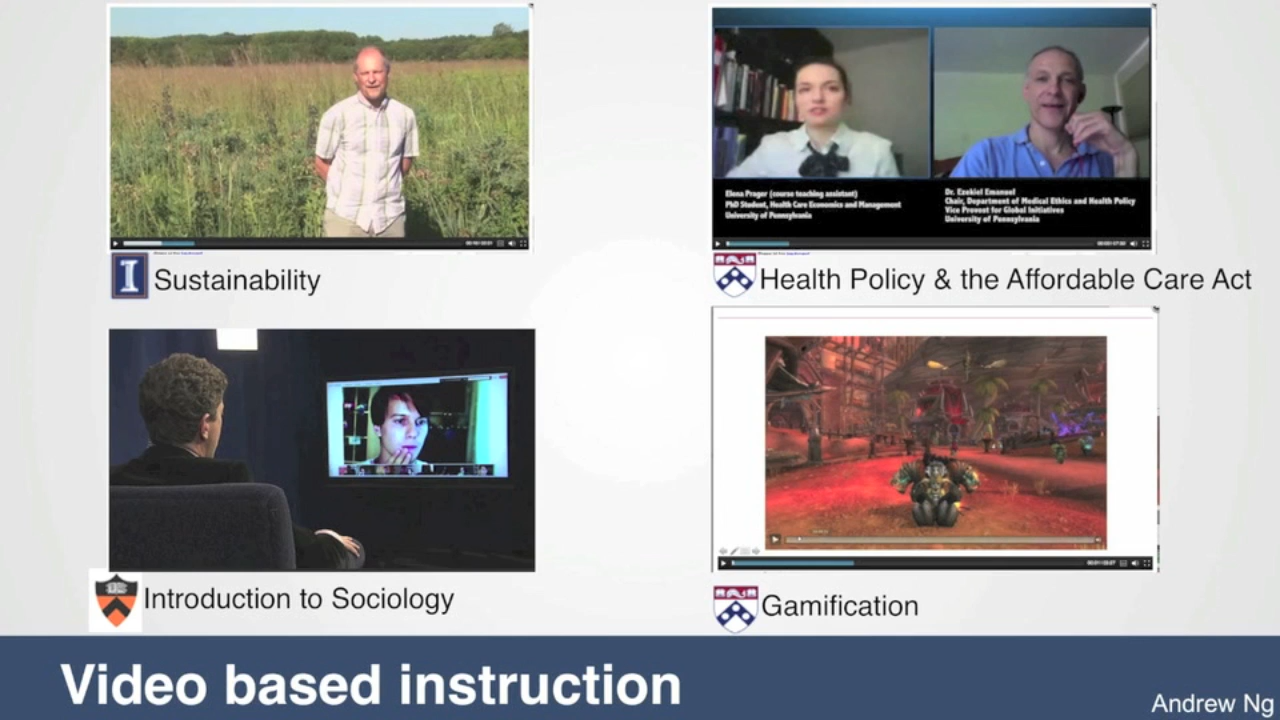 Elena Prager (course teaching assistant)
PhD Student, Health Care Economics and Management
University of Pennsylvania
Dr. Ezekiel Emanuel
Chair, Department of Medical Ethics and Health Policy
Vice Provost for Global Initiatives
University of Pennsylvania
I Sustainability
Health Policy & the Affordable Care Act
Introduction to Sociology
Gamification
Video based instruction
Andrew Ng